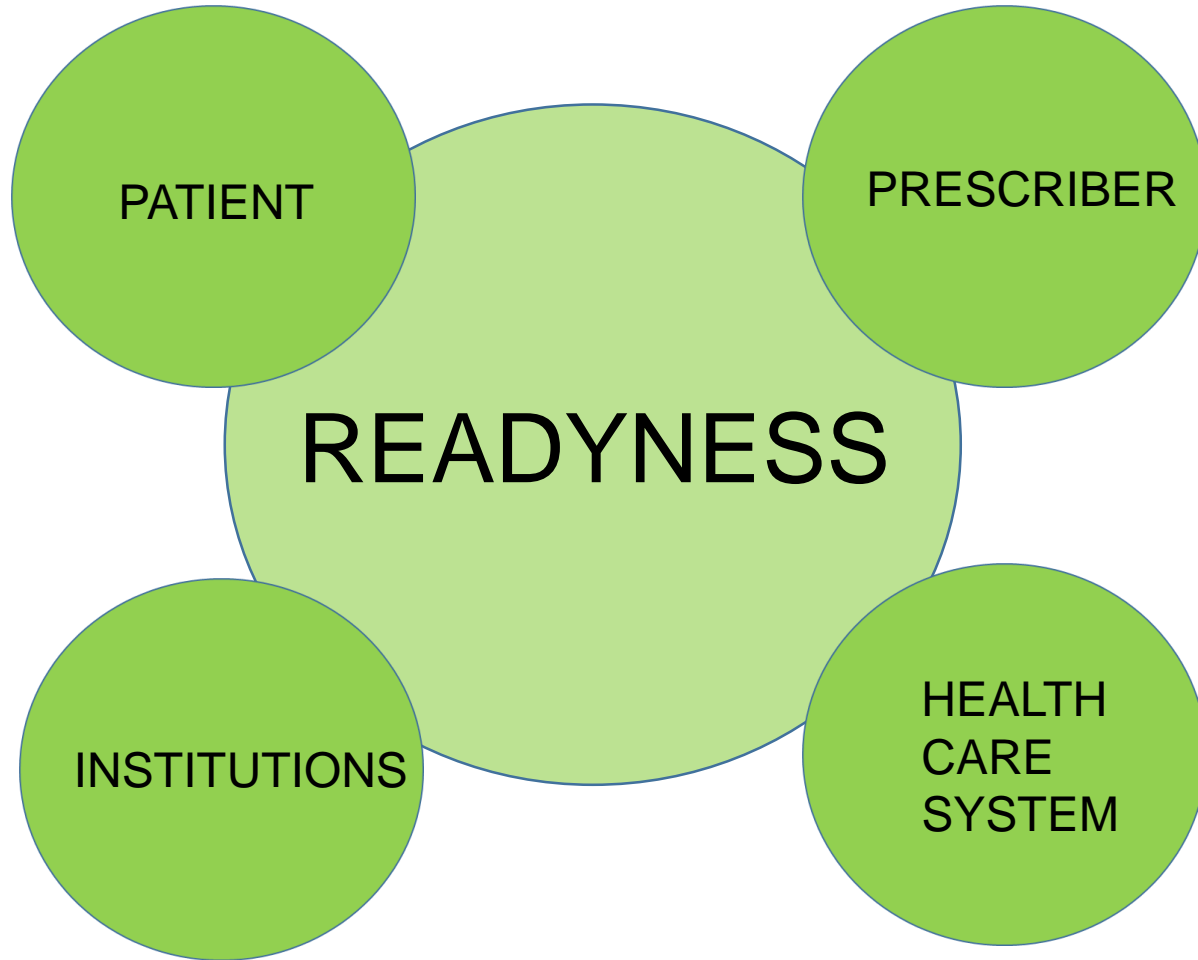 PATIENT
PRESCRIBER
READYNESS
INSTITUTIONS
HEALTH
CARE
SYSTEM